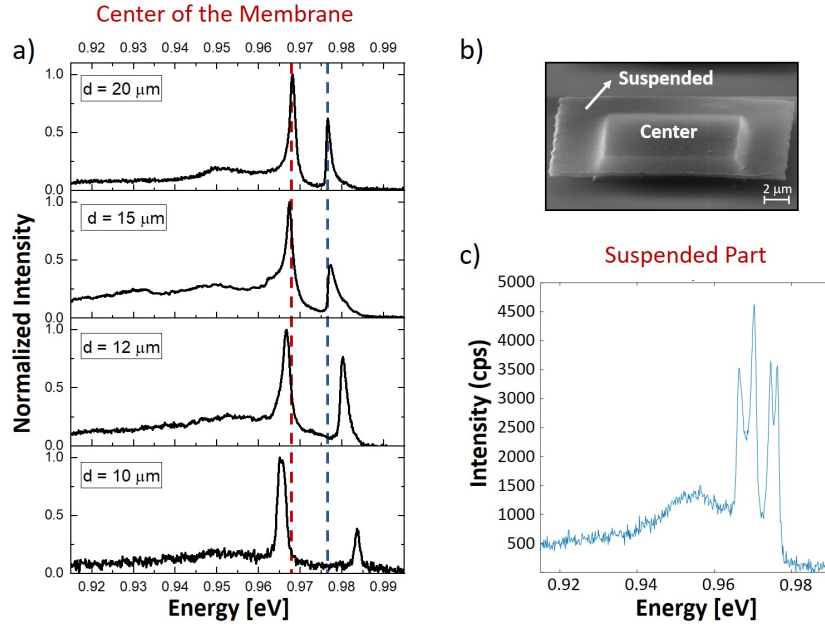 Center of the Membrane
0.92 0.93 0.94 0.95 0.96 0.97 0.98 0.99
a)
1.0
d = 20 μm
0.5
0.0
1.0
d = 15 μm
0.5
0.0
1.0
d = 12 μm
0.5
0.0
1.0
d = 10 μm
0.5
0.0
0.92 0.93 0.94 0.95 0.96 0.97 0.98 0.99
Normalized Intensity
Energy [eV]
b)
Suspended
Center
2 μm
c)
Suspended Part
5000
4500
4000
3500
3000
2500
2000
1500
1000
500
0.92 0.94 0.96 0.98
Intensity (cps)
Energy [eV]